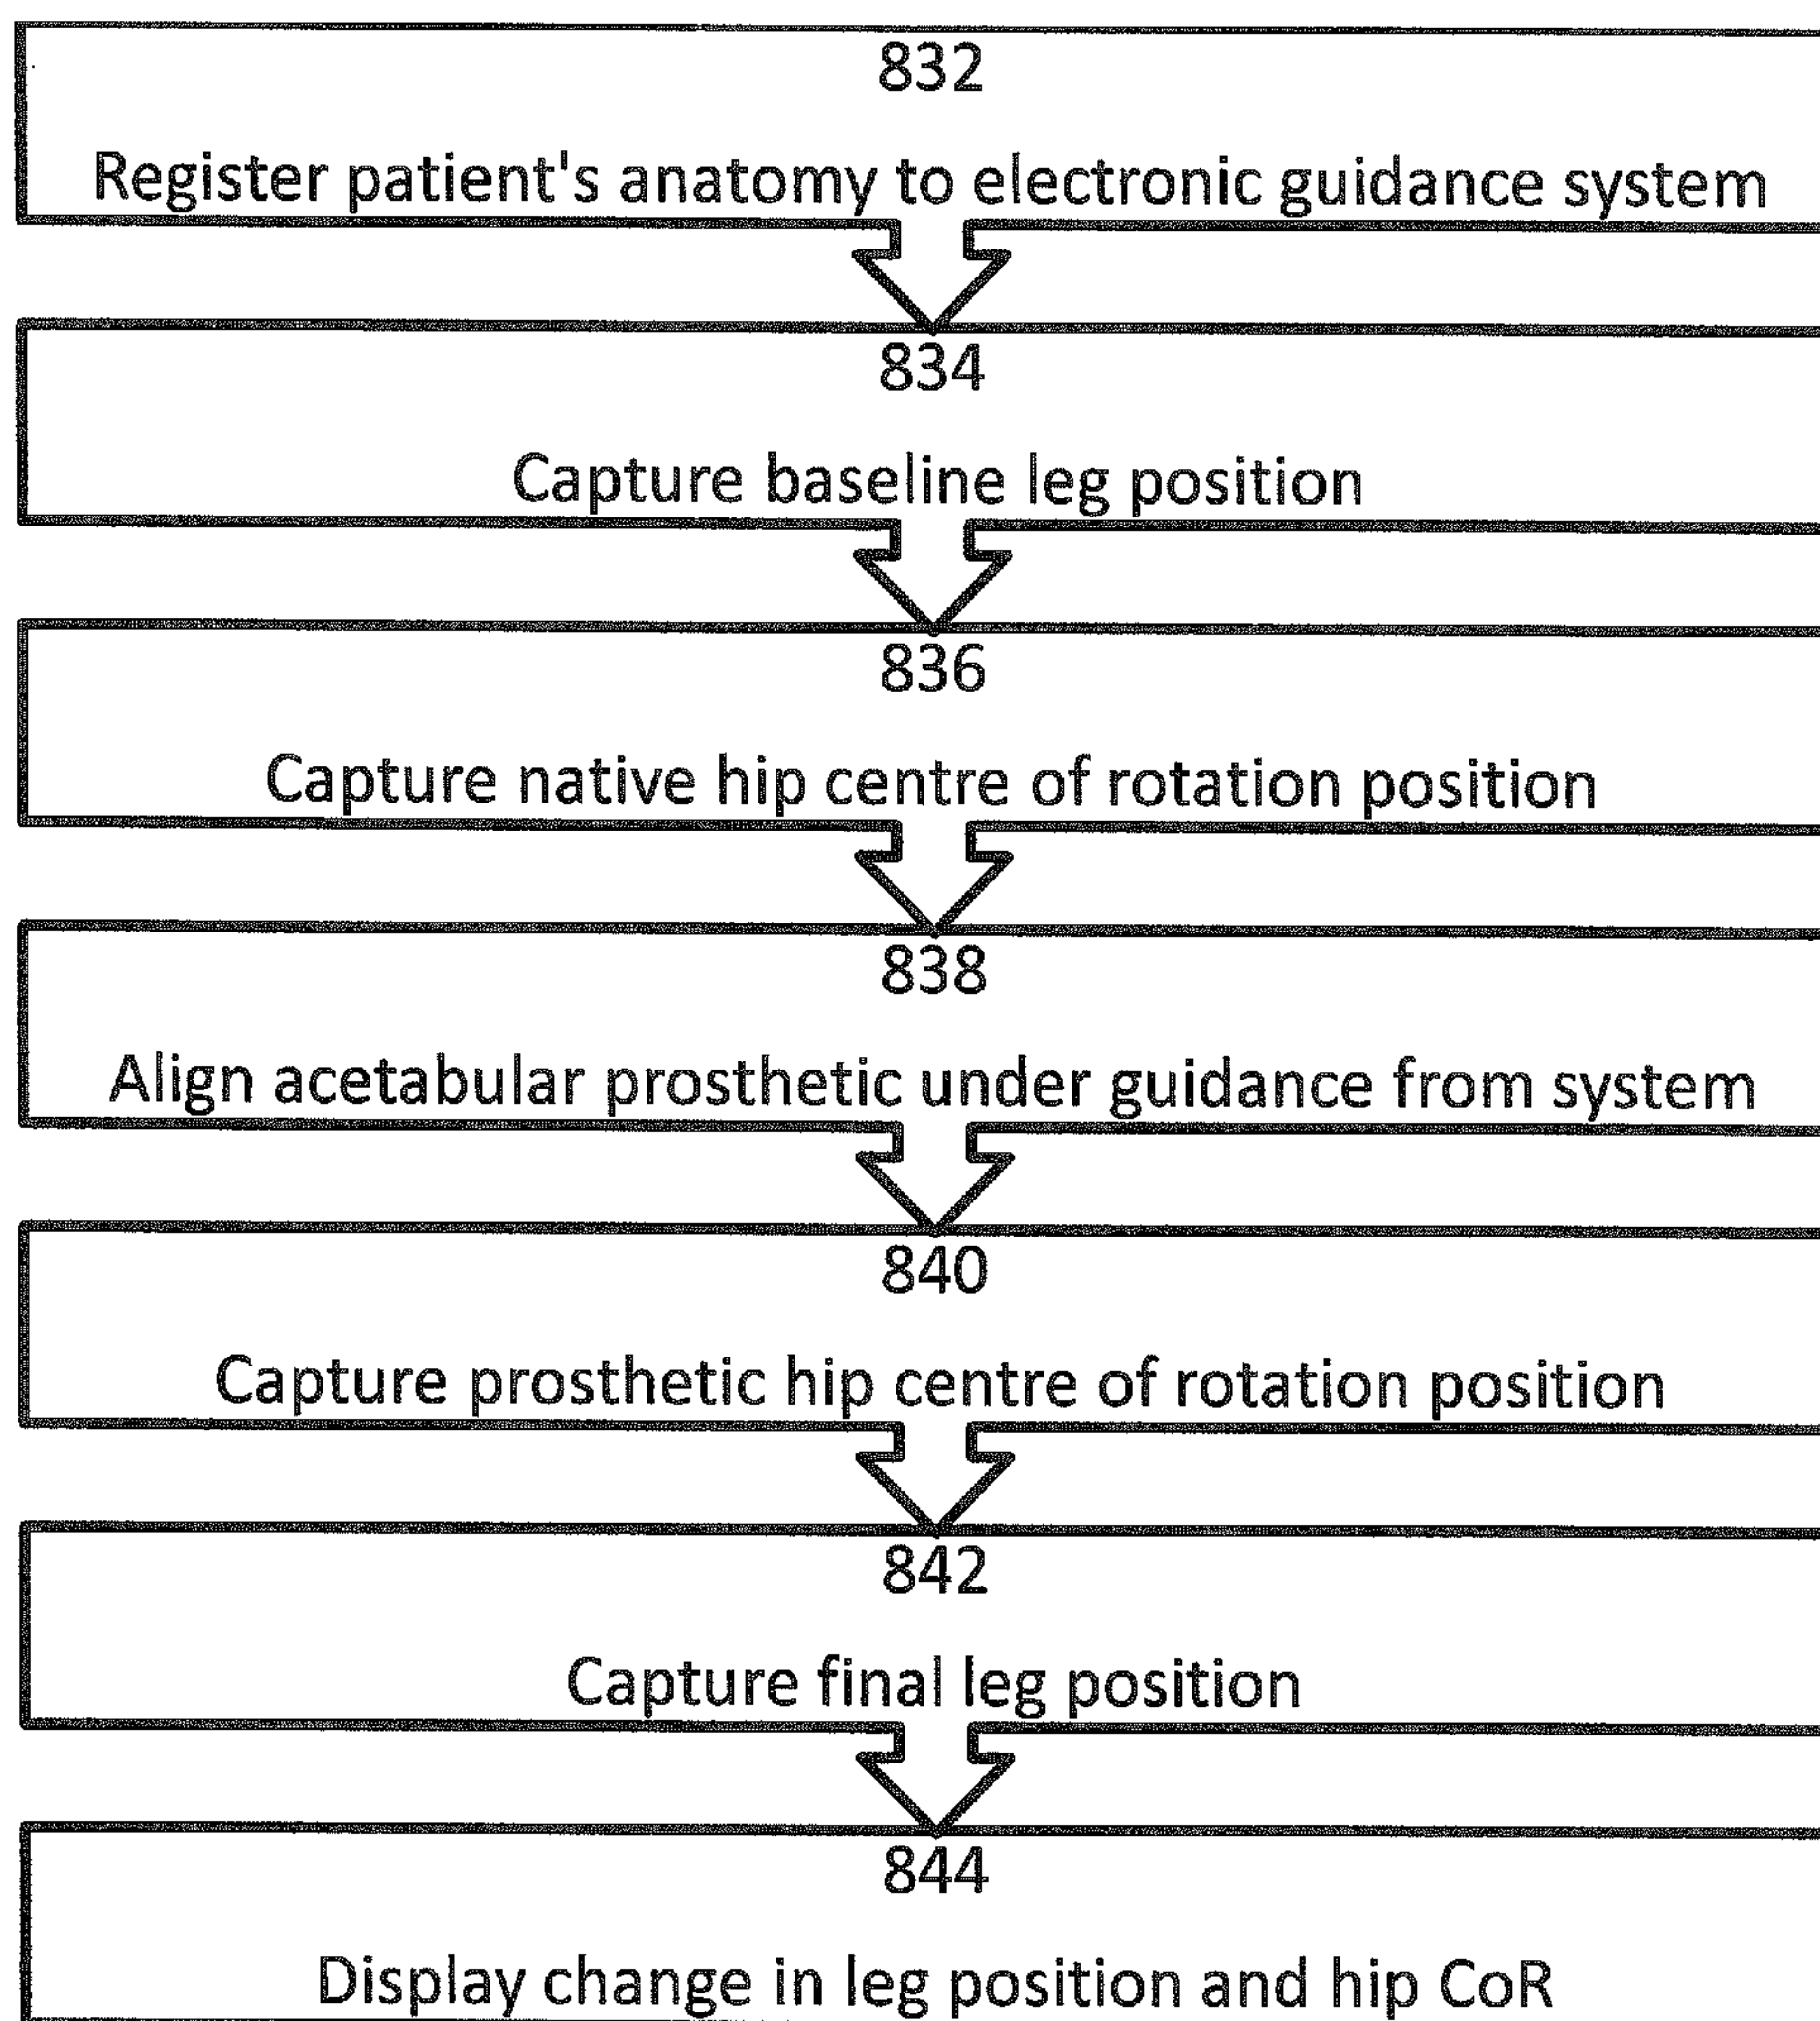 832
Register patient's anatomy to electronic guidance system
834
Capture baseline leg position
836
Capture native hip centre of rotation position
838
Align acetabular prosthetic under guidance from system
840
Capture prosthetic hip centre of rotation position
842
Capture final leg position
844
Display change in leg position and hip CoR